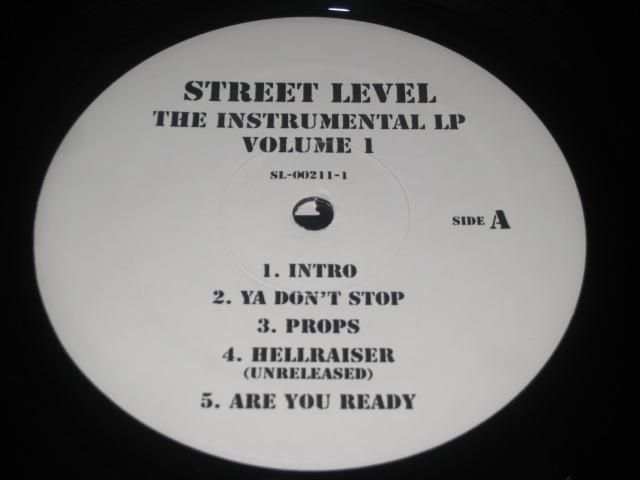 STREET LEVEL
THE INSTRUMENTAL LP
VOLUME 1
SL-00211-1
SIDE A
1. INTRO
2. YA DON'T STOP
3. PROPS
4. HELLRAISER
(UNRELEASED)
5. ARE YOU READY